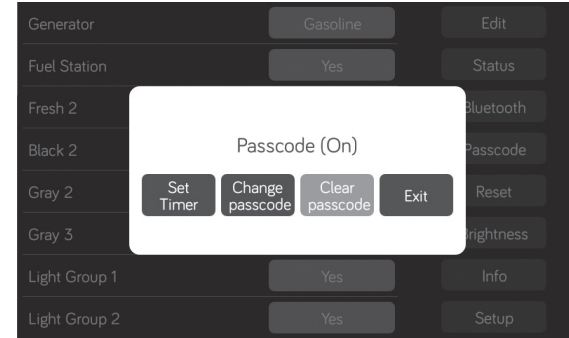 Generator Gasoline Edit
Fuel Station Yes Status
Fresh 2 Bluetooth
Black 2 Passcode
Gray 2 Reset
Gray 3 Brightness
Light Group 1 Yes Info
Light Group 2 Yes Setup
Passcode (On)
Set Timer
Change passcode
Clear passcode
Exit